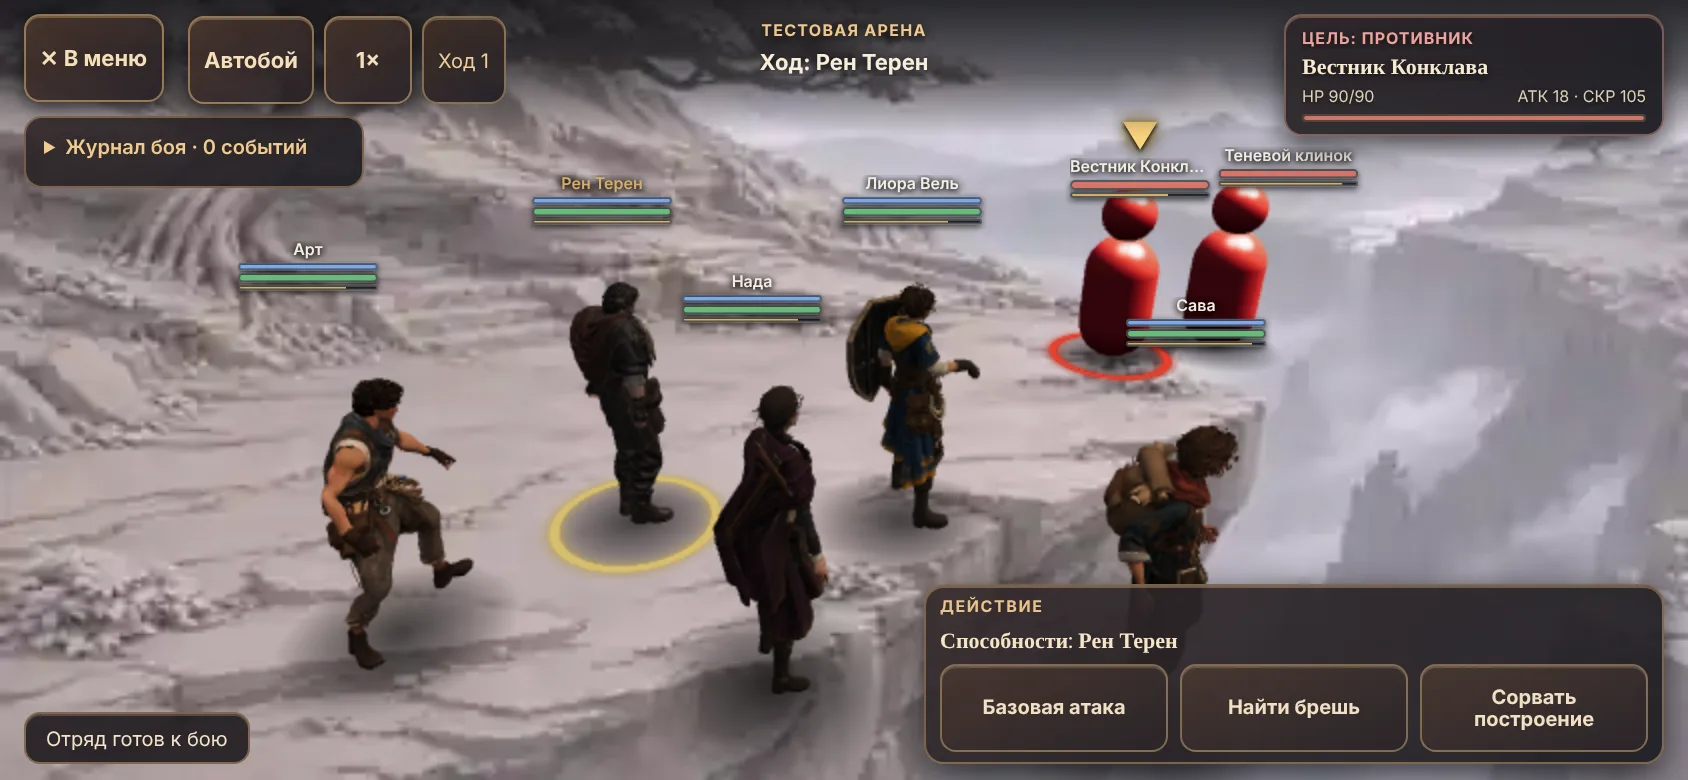 ✕ В меню
Автобой
1×
Ход 1
ТЕСТОВАЯ АРЕНА
Ход: Рен Терен
ЦЕЛЬ: ПРОТИВНИК
Вестник Конклава
HP 90/90
АТК 18 · СКР 105
▶ Журнал боя · 0 событий
Вестник Конкл...
Теневой клинок
Рен Терен
Лиора Вель
Арт
Нада
Сава
ДЕЙСТВИЕ
Способности: Рен Терен
Базовая атака
Найти брешь
Сорвать
построение
Отряд готов к бою